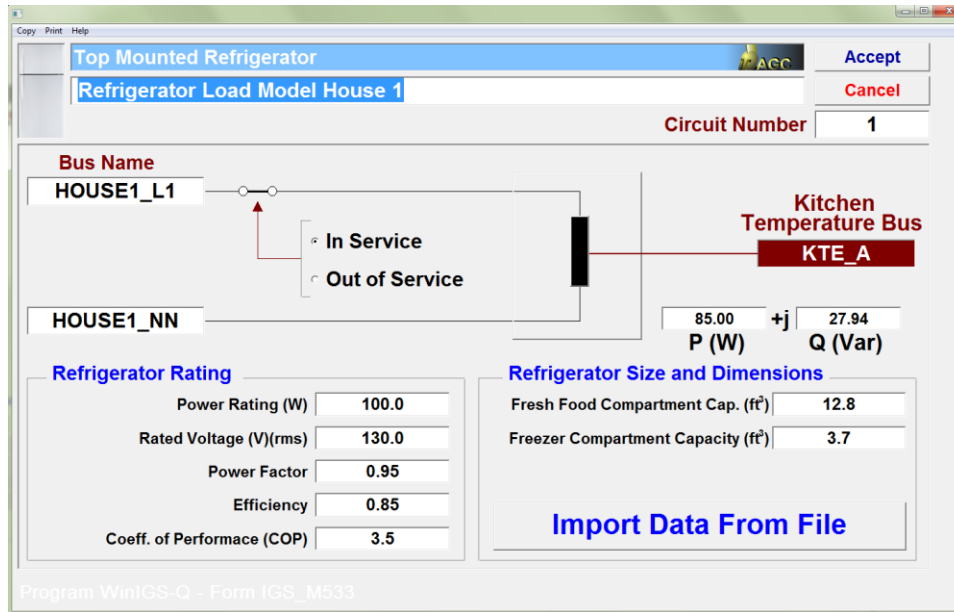 Copy Print Help
Top Mounted Refrigerator
AGC
Accept
Refrigerator Load Model House 1
Cancel
Circuit Number 1
Bus Name
HOUSE1_L1
In Service
Out of Service
Kitchen
Temperature Bus
KTE_A
HOUSE1_NN
85.00 +j 27.94
P (W) Q (Var)
Refrigerator Rating
Power Rating (W) 100.0
Rated Voltage (V)(rms) 130.0
Power Factor 0.95
Efficiency 0.85
Coeff. of Performace (COP) 3.5
Refrigerator Size and Dimensions
Fresh Food Compartment Cap. (ft³) 12.8
Freezer Compartment Capacity (ft³) 3.7
Import Data From File
Program WinIGS-Q - Form IGS_M533